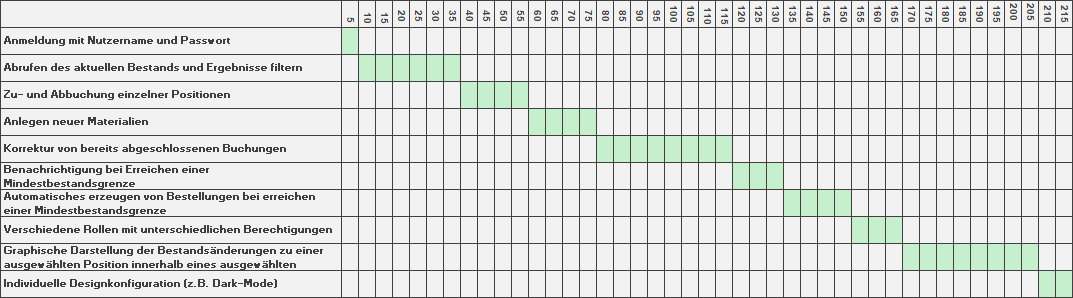 5 10 15 20 25 30 35 40 45 50 55 60 65 70 75 80 85 90 95 100 105 110 115 120 125 130 135 140 145 150 155 160 165 170 175 180 185 190 195 200 205 210 215
Anmeldung mit Nutzername und Passwort
Abrufen des aktuellen Bestands und Ergebnisse filtern
Zu- und Abbuchung einzelner Positionen
Anlegen neuer Materialien
Korrektur von bereits abgeschlossenen Buchungen
Benachrichtigung bei Erreichen einer
Mindestbestandsgrenze
Automatisches erzeugen von Bestellungen bei erreichen
einer Mindestbestandsgrenze
Verschiedene Rollen mit unterschiedlichen Berechtigungen
Graphische Darstellung der Bestandsänderungen zu einer
ausgewählten Position innerhalb eines ausgewählten
Individuelle Designkonfiguration (z.B. Dark-Mode)